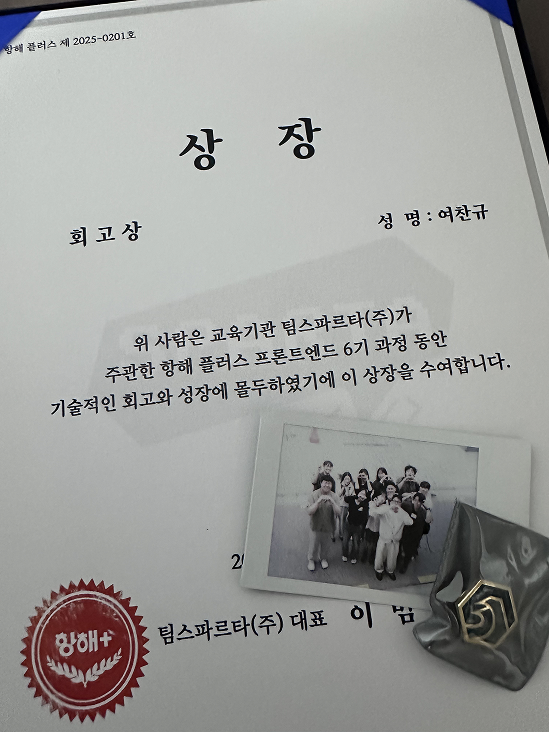 항해 플러스 제 2025-0201호
상 장
회고상
성 명 : 여찬규
위 사람은 교육기관 팀스파르타(주)가
주관한 항해 플러스 프론트엔드 6기 과정 동안
기술적인 회고와 성장에 몰두하였기에 이 상장을 수여합니다.
팀스파르타(주) 대표 이 범
항해+